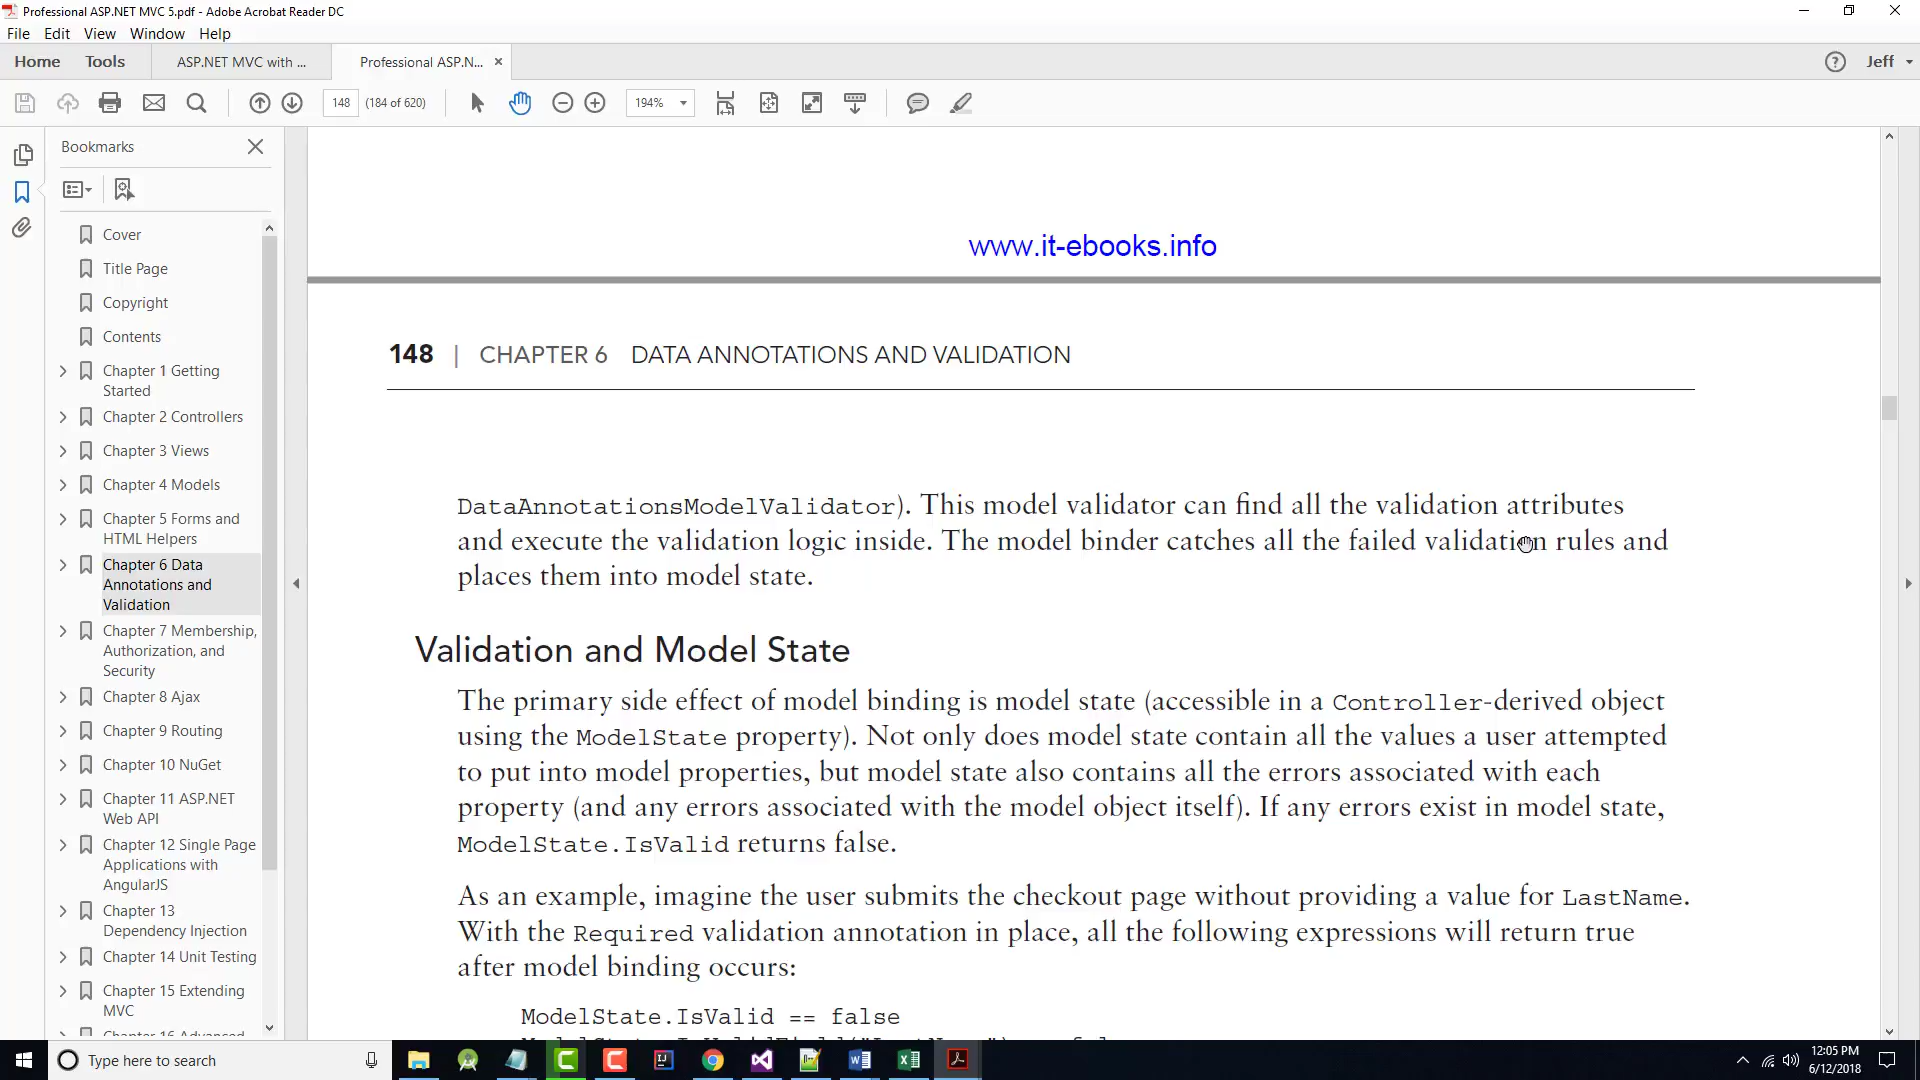 Professional ASP.NET MVC 5.pdf - Adobe Acrobat Reader DC
File Edit View Window Help
Home Tools ASP.NET MVC with ... Professional ASP.N... ×
Jeff
148 (184 of 620) 194%
Bookmarks
Cover
Title Page
Copyright
Contents
Chapter 1 Getting
Started
Chapter 2 Controllers
Chapter 3 Views
Chapter 4 Models
Chapter 5 Forms and
HTML Helpers
Chapter 6 Data
Annotations and
Validation
Chapter 7 Membership,
Authorization, and
Security
Chapter 8 Ajax
Chapter 9 Routing
Chapter 10 NuGet
Chapter 11 ASP.NET
Web API
Chapter 12 Single Page
Applications with
AngularJS
Chapter 13
Dependency Injection
Chapter 14 Unit Testing
Chapter 15 Extending
MVC
Chapter 16 Advanced
www.it-ebooks.info
148 | CHAPTER 6 DATA ANNOTATIONS AND VALIDATION
DataAnnotationsModelValidator). This model validator can find all the validation attributes
and execute the validation logic inside. The model binder catches all the failed validation rules and
places them into model state.
Validation and Model State
The primary side effect of model binding is model state (accessible in a Controller-derived object
using the ModelState property). Not only does model state contain all the values a user attempted
to put into model properties, but model state also contains all the errors associated with each
property (and any errors associated with the model object itself). If any errors exist in model state,
ModelState.IsValid returns false.
As an example, imagine the user submits the checkout page without providing a value for LastName.
With the Required validation annotation in place, all the following expressions will return true
after model binding occurs:
ModelState.IsValid == false
Type here to search
12:05 PM
6/12/2018